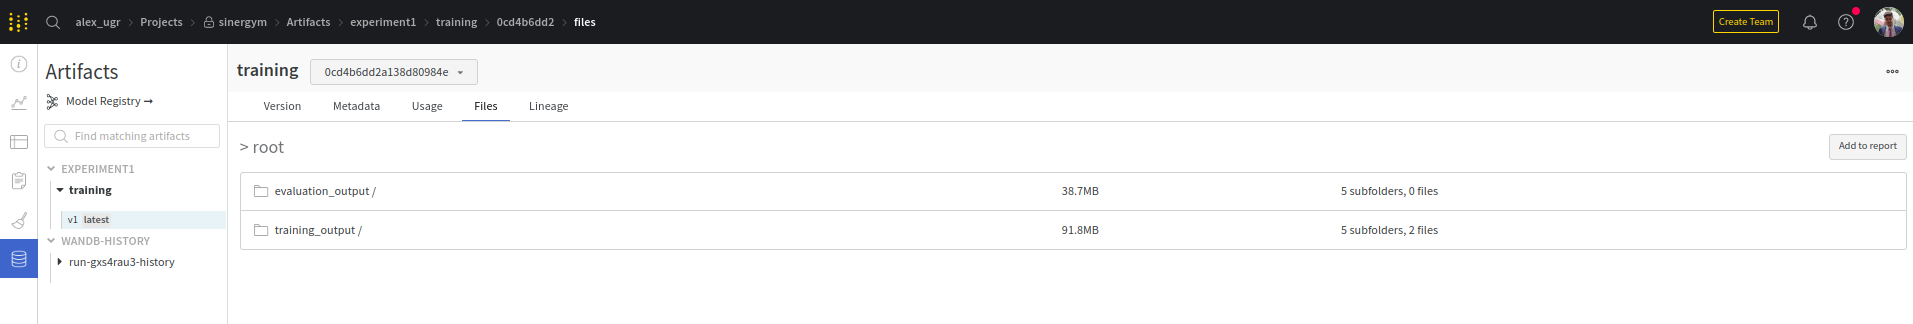 alex_ugr > Projects > sinergym > Artifacts > experiment1 > training > 0cd4b6dd2 > files
Create Team
?
Artifacts
Model Registry →
Find matching artifacts
EXPERIMENT1
training
v1 latest
WANDB-HISTORY
run-gxs4rau3-history
training 0cd4b6dd2a138d80984e
Version Metadata Usage Files Lineage
> root
Add to report
evaluation_output / 38.7MB 5 subfolders, 0 files
training_output / 91.8MB 5 subfolders, 2 files